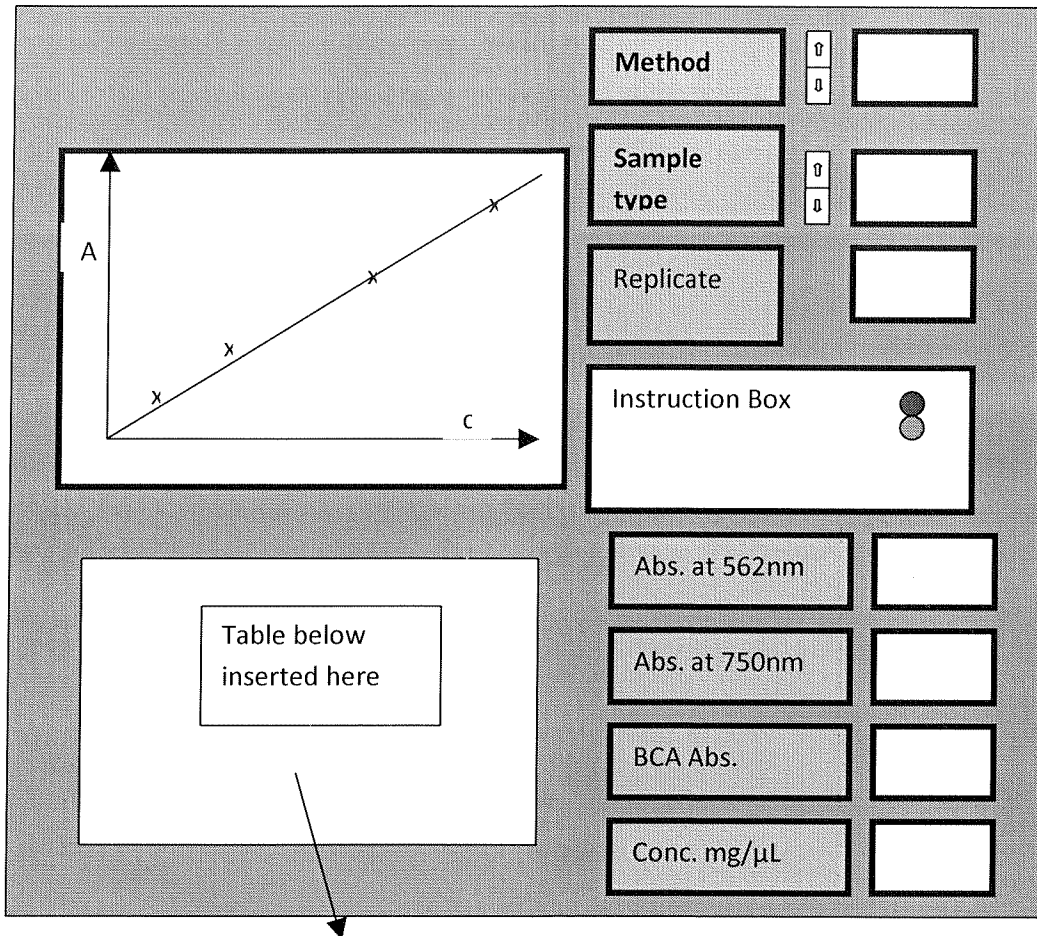 Method
⇧
⇩
Sample
type
⇧
⇩
Replicate
A
x
x
x
x
c
Instruction Box
Table below
inserted here
Abs. at 562nm
Abs. at 750nm
BCA Abs.
Conc. mg/µL